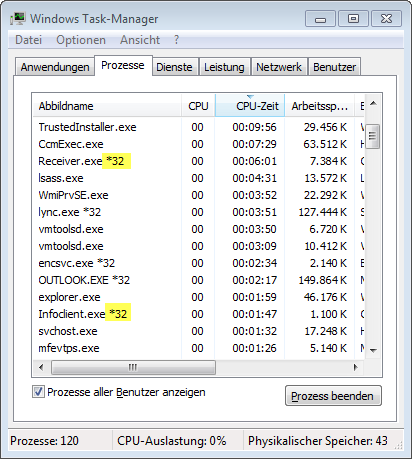 Windows Task-Manager
Datei Optionen Ansicht ?
Anwendungen Prozesse Dienste Leistung Netzwerk Benutzer
Abbildname CPU CPU-Zeit Arbeitssp...
TrustedInstaller.exe 00 00:09:56 29.456 K
CcmExec.exe 00 00:07:29 63.512 K
Receiver.exe *32 00 00:06:01 7.384 K
lsass.exe 00 00:04:31 13.572 K
WmiPrvSE.exe 00 00:03:52 22.292 K
lync.exe *32 00 00:03:51 127.444 K
vmtoolsd.exe 00 00:03:50 6.720 K
vmtoolsd.exe 00 00:03:09 10.412 K
encsvc.exe *32 00 00:02:34 2.140 K
OUTLOOK.EXE *32 00 00:02:17 149.864 K
explorer.exe 00 00:01:59 46.176 K
Infoclient.exe *32 00 00:01:47 1.100 K
svchost.exe 00 00:01:32 17.248 K
mfevtps.exe 00 00:01:26 5.140 K
Prozesse aller Benutzer anzeigen Prozess beenden
Prozesse: 120 CPU-Auslastung: 0% Physikalischer Speicher: 43